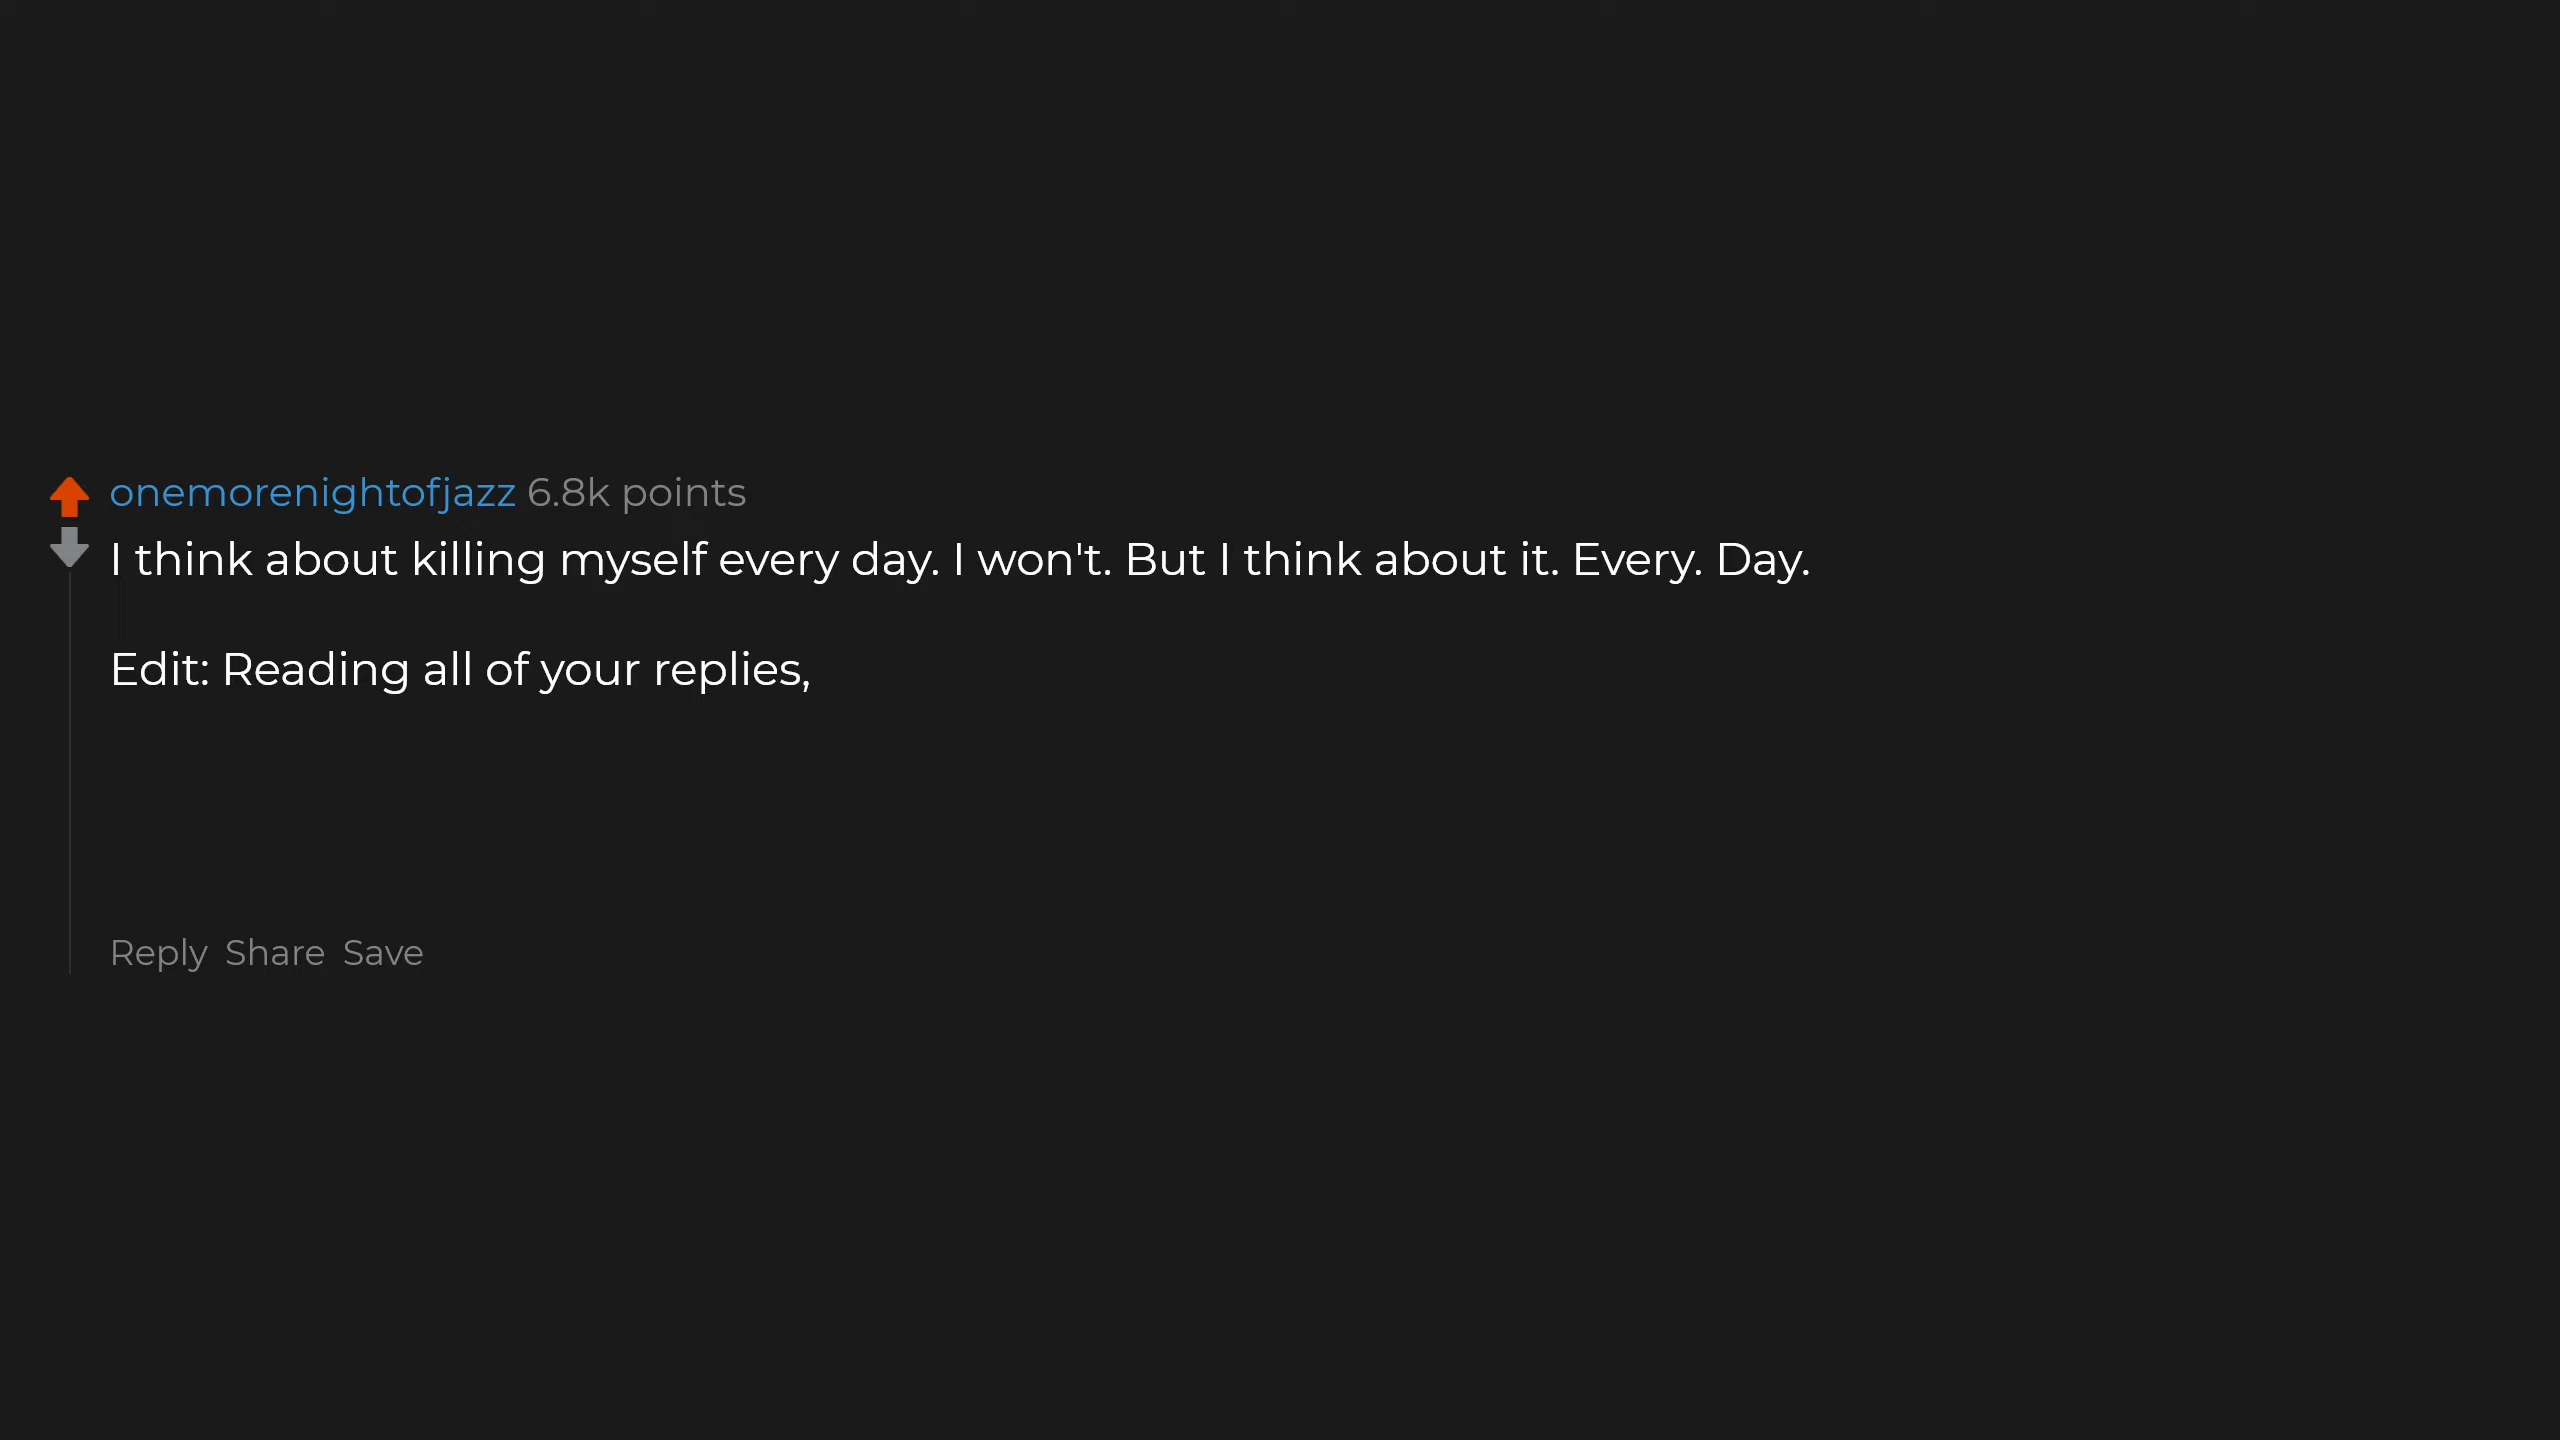 onemorenightofjazz 6.8k points
I think about killing myself every day. I won't. But I think about it. Every. Day.
Edit: Reading all of your replies,
Reply Share Save